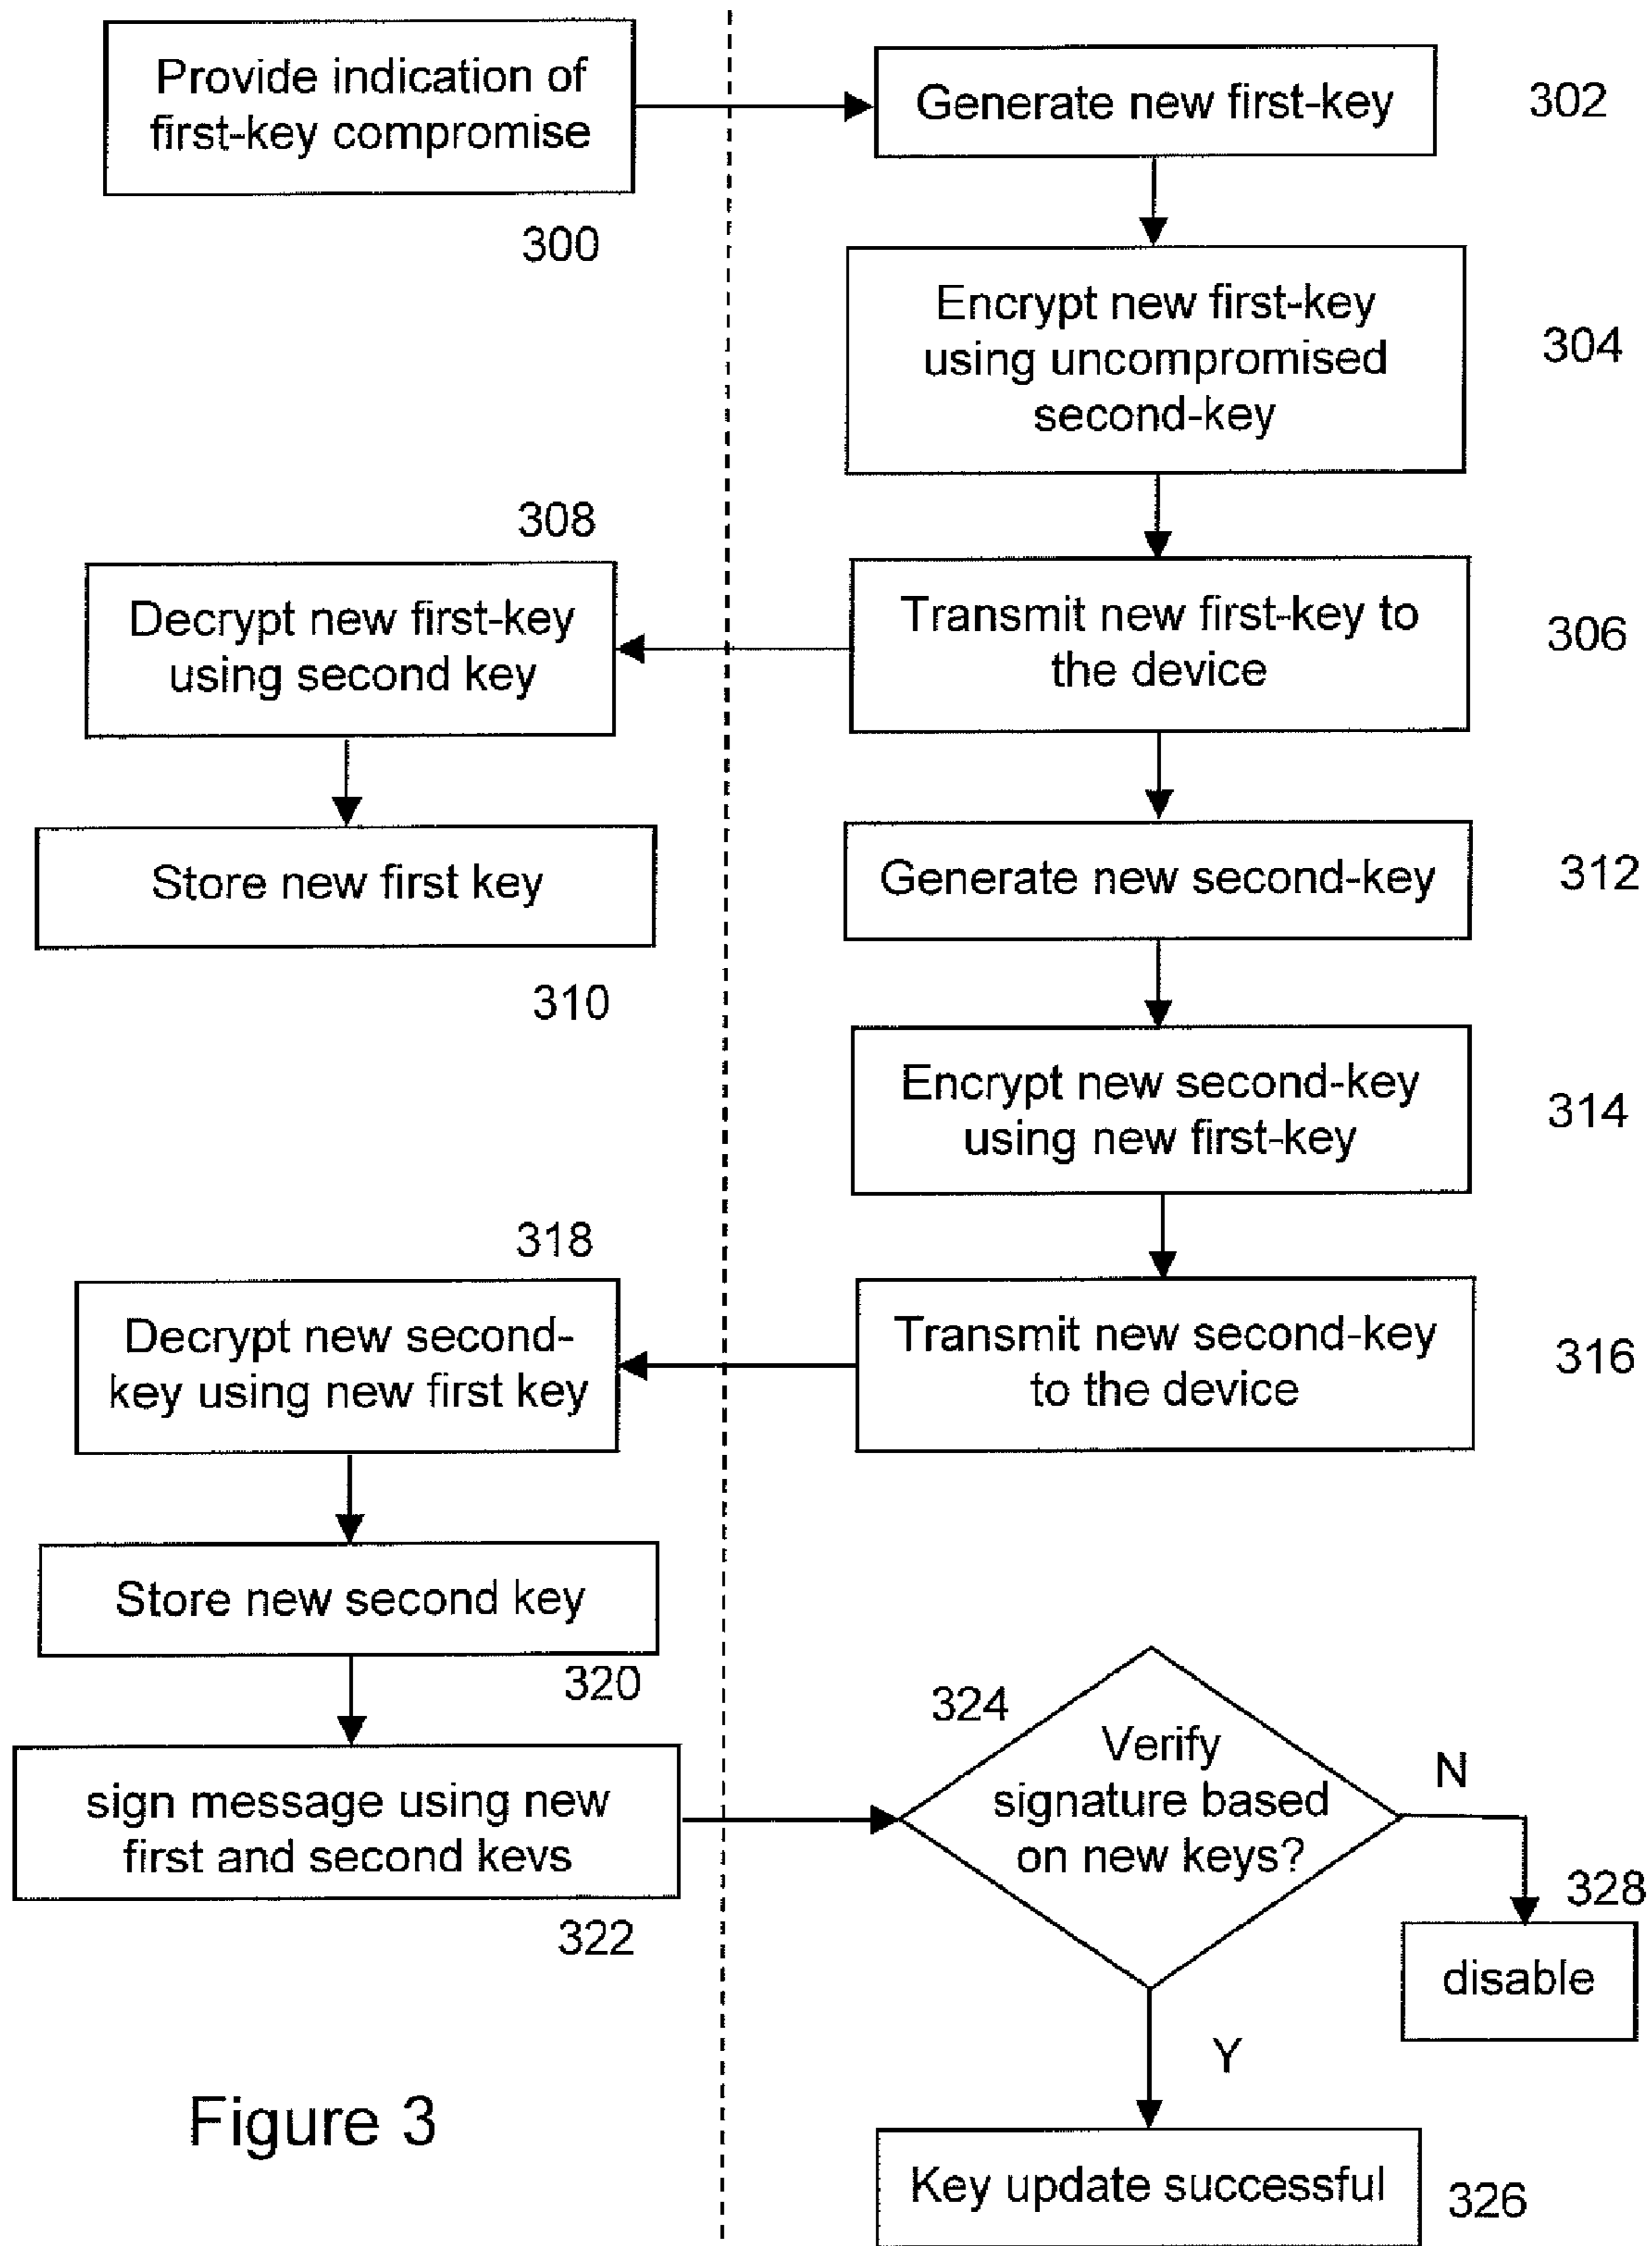 Provide indication of
first-key compromise
300
Generate new first-key
302
Encrypt new first-key
using uncompromised
second-key
304
308
Decrypt new first-key
using second key
Transmit new first-key to
the device
306
Store new first key
310
Generate new second-key
312
Encrypt new second-key
using new first-key
314
318
Decrypt new second-
key using new first key
Transmit new second-key
to the device
316
Store new second key
320
sign message using new
first and second kevs
322
324
Verify
signature based
on new keys?
N
328
disable
Y
Key update successful
326
Figure 3